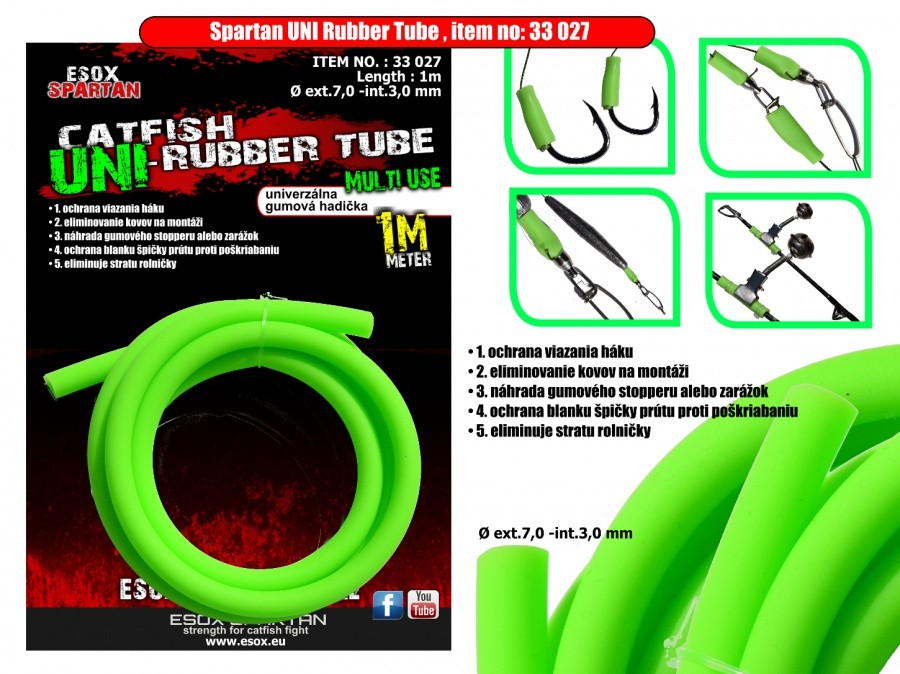 Spartan UNI Rubber Tube , item no: 33 027
ESOX
SPARTAN
ITEM NO. : 33 027
Length : 1m
Ø ext.7,0 -int.3,0 mm
CATFISH
UNI-RUBBER TUBE
MULTI USE
univerzálna
gumová hadička
• 1. ochrana viazania háku
• 2. eliminovanie kovov na montáži
• 3. náhrada gumového stopperu alebo zarážok
• 4. ochrana blanku špičky prútu proti poškriabaniu
• 5. eliminuje stratu rolničky
1M
METER
You
Tube
ESOX SPARTAN
strength for catfish fight
www.esox.eu
• 1. ochrana viazania háku
• 2. eliminovanie kovov na montáži
• 3. náhrada gumového stopperu alebo zarážok
• 4. ochrana blanku špičky prútu proti poškriabaniu
• 5. eliminuje stratu rolničky
Ø ext.7,0 -int.3,0 mm